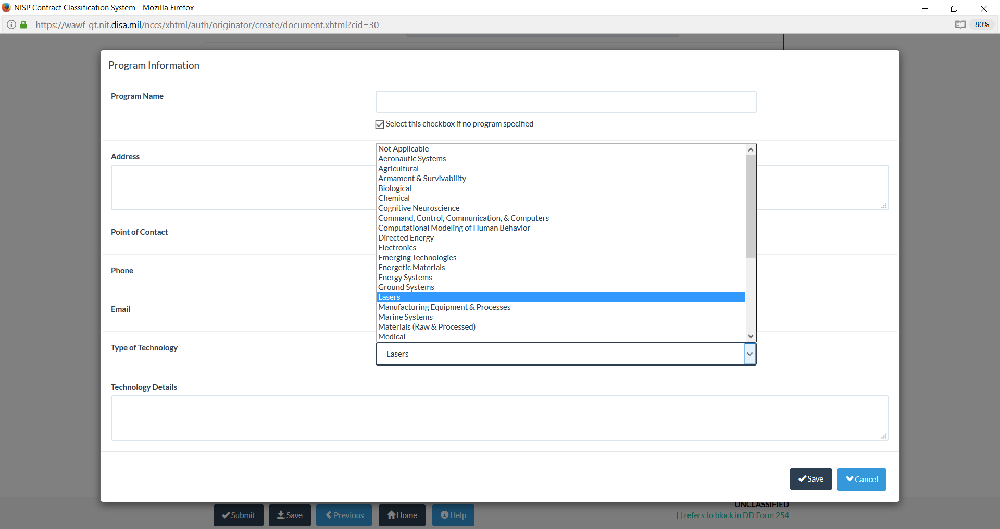 NISP Contract Classification System - Mozilla Firefox
https://wawf-gt.nit.disa.mil/nccs/xhtml/auth/originator/create/document.xhtml?cid=30
80%
Program Information
Program Name
Select this checkbox if no program specified
Address
Not Applicable
Aeronautic Systems
Agricultural
Armament & Survivability
Biological
Chemical
Cognitive Neuroscience
Command, Control, Communication, & Computers
Computational Modeling of Human Behavior
Directed Energy
Electronics
Emerging Technologies
Energetic Materials
Energy Systems
Ground Systems
Lasers
Manufacturing Equipment & Processes
Marine Systems
Materials (Raw & Processed)
Medical
Point of Contact
Phone
Email
Type of Technology
Lasers
Technology Details
Save
Cancel
UNCLASSIFIED
Submit
Save
Previous
Home
Help
[ ] refers to block in DD Form 254